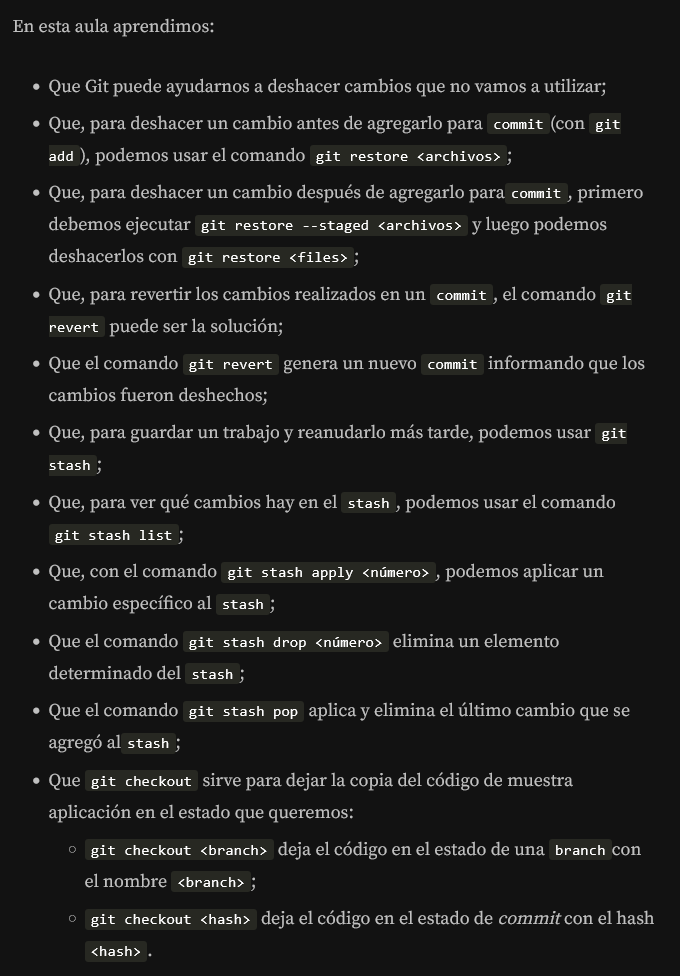 En esta aula aprendimos:
• Que Git puede ayudarnos a deshacer cambios que no vamos a utilizar;
• Que, para deshacer un cambio antes de agregarlo para commit (con git
add ), podemos usar el comando git restore <archivos> ;
• Que, para deshacer un cambio después de agregarlo para commit , primero
debemos ejecutar git restore --staged <archivos> y luego podemos
deshacerlos con git restore <files> ;
• Que, para revertir los cambios realizados en un commit , el comando git
revert puede ser la solución;
• Que el comando git revert genera un nuevo commit informando que los
cambios fueron deshechos;
• Que, para guardar un trabajo y reanudarlo más tarde, podemos usar git
stash ;
• Que, para ver qué cambios hay en el stash , podemos usar el comando
git stash list ;
• Que, con el comando git stash apply <número> , podemos aplicar un
cambio específico al stash ;
• Que el comando git stash drop <número> elimina un elemento
determinado del stash ;
• Que el comando git stash pop aplica y elimina el último cambio que se
agregó al stash ;
• Que git checkout sirve para dejar la copia del código de muestra
aplicación en el estado que queremos:
○ git checkout <branch> deja el código en el estado de una branch con
el nombre <branch> ;
○ git checkout <hash> deja el código en el estado de commit con el hash
<hash> .